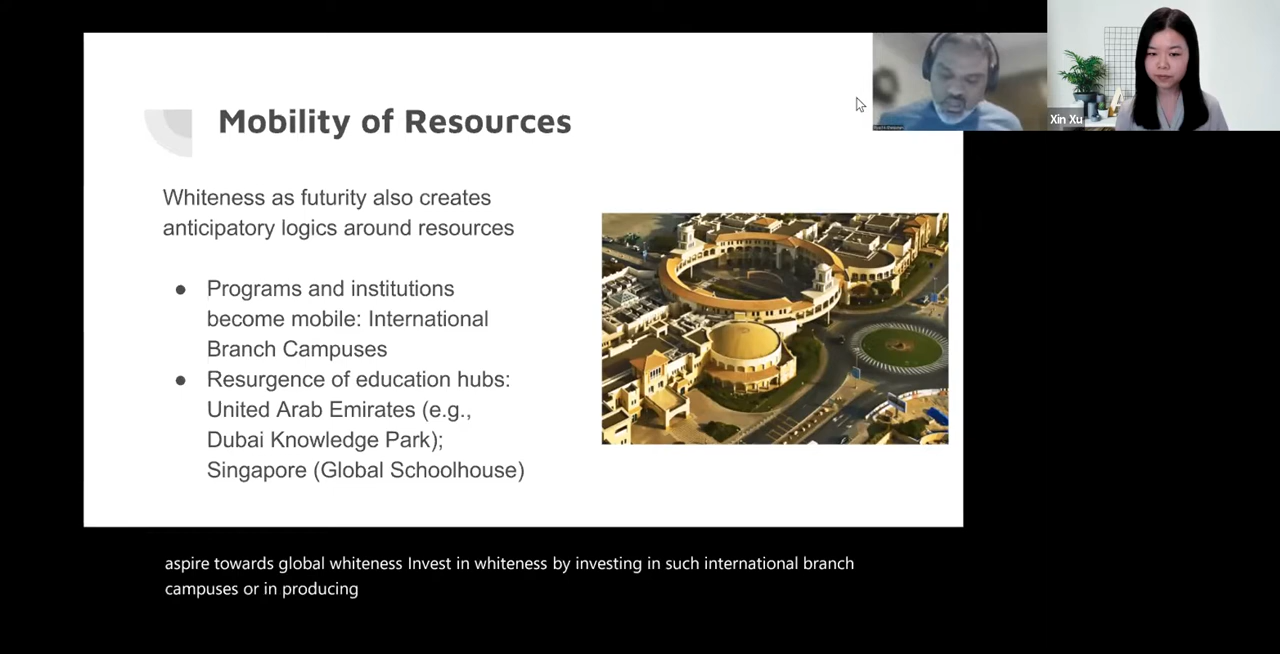 Mobility of Resources
Whiteness as futurity also creates
anticipatory logics around resources
● Programs and institutions
become mobile: International
Branch Campuses
● Resurgence of education hubs:
United Arab Emirates (e.g.,
Dubai Knowledge Park);
Singapore (Global Schoolhouse)
Xin Xu
aspire towards global whiteness Invest in whiteness by investing in such international branch
campuses or in producing